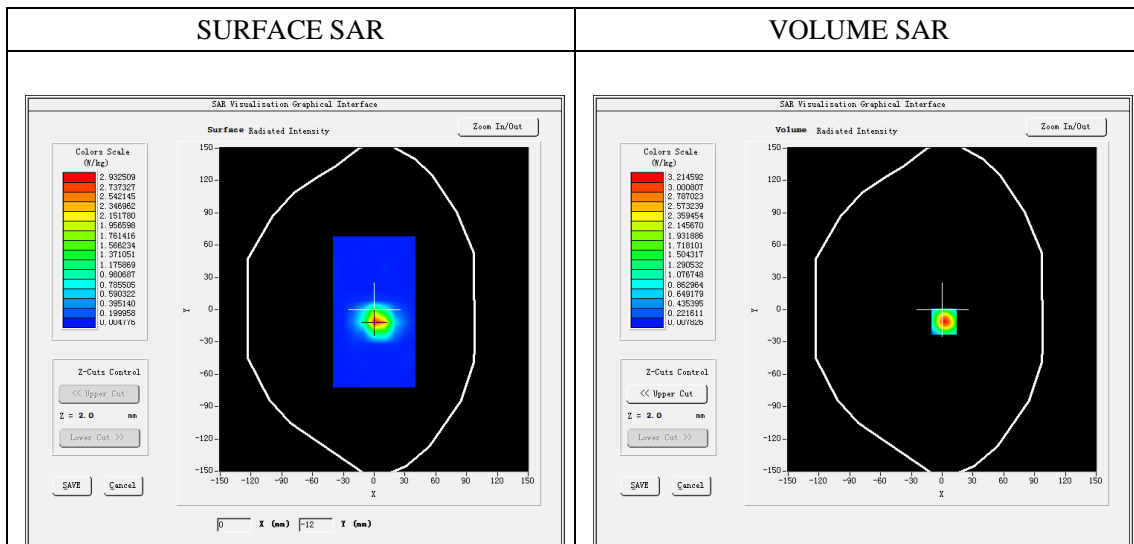 SURFACE SAR
VOLUME SAR
SAR Visualisation Graphical Interface
Surface Radiated Intensity
Zoom In/Out
Colors Scale
(W/kg)
2.932509
2.737327
2.542145
2.346962
2.151780
1.956598
1.761416
1.566234
1.371051
1.175869
0.980687
0.785505
0.590322
0.395140
0.199958
0.004776
150
120
90
60
30
0
-30
-60
-90
-120
-150
Y
-150 -120 -90 -60 -30 0 30 60 90 120 150
X
Z-Cuts Control
<< Upper Cut
Z = 2.0 mm
Lower Cut >>
SAVE Cancel
0 X (mm) -12 Y (mm)
SAR Visualisation Graphical Interface
Volume Radiated Intensity
Zoom In/Out
Colors Scale
(W/kg)
3.214592
3.000807
2.787023
2.573239
2.359454
2.145670
1.931886
1.718101
1.504317
1.290532
1.076748
0.862964
0.649179
0.435395
0.221611
0.007826
150
120
90
60
30
0
-30
-60
-90
-120
-150
Y
-150 -120 -90 -60 -30 0 30 60 90 120 150
X
Z-Cuts Control
<< Upper Cut
Z = 2.0 mm
Lower Cut >>
SAVE Cancel